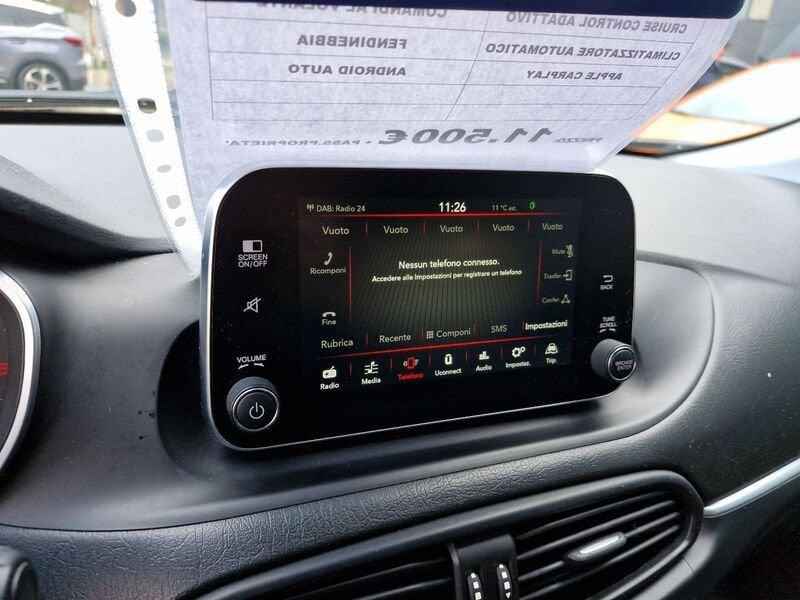 COMANDI AL VOLANTE
CRUISE CONTROL ADATTIVO
FENDINEBBIA
CLIMATIZZATORE AUTOMATICO
ANDROID AUTO
APPLE CARPLAY
PREZZO: 11.500€ + PASS.PROPRIETA'
DAB: Radio 24 11:26 11 °C est.
Vuoto Vuoto Vuoto Vuoto Vuoto
SCREEN ON/OFF
Ricomponi
Nessun telefono connesso.
Accedere alle Impostazioni per registrare un telefono
Mute
Trasfer.
Confer.
BACK
Fine
TUNE SCROLL
Rubrica Recente Componi SMS Impostazioni
VOLUME
BROWSE ENTER
Radio Media Telefono Uconnect Audio Impostaz. Trip